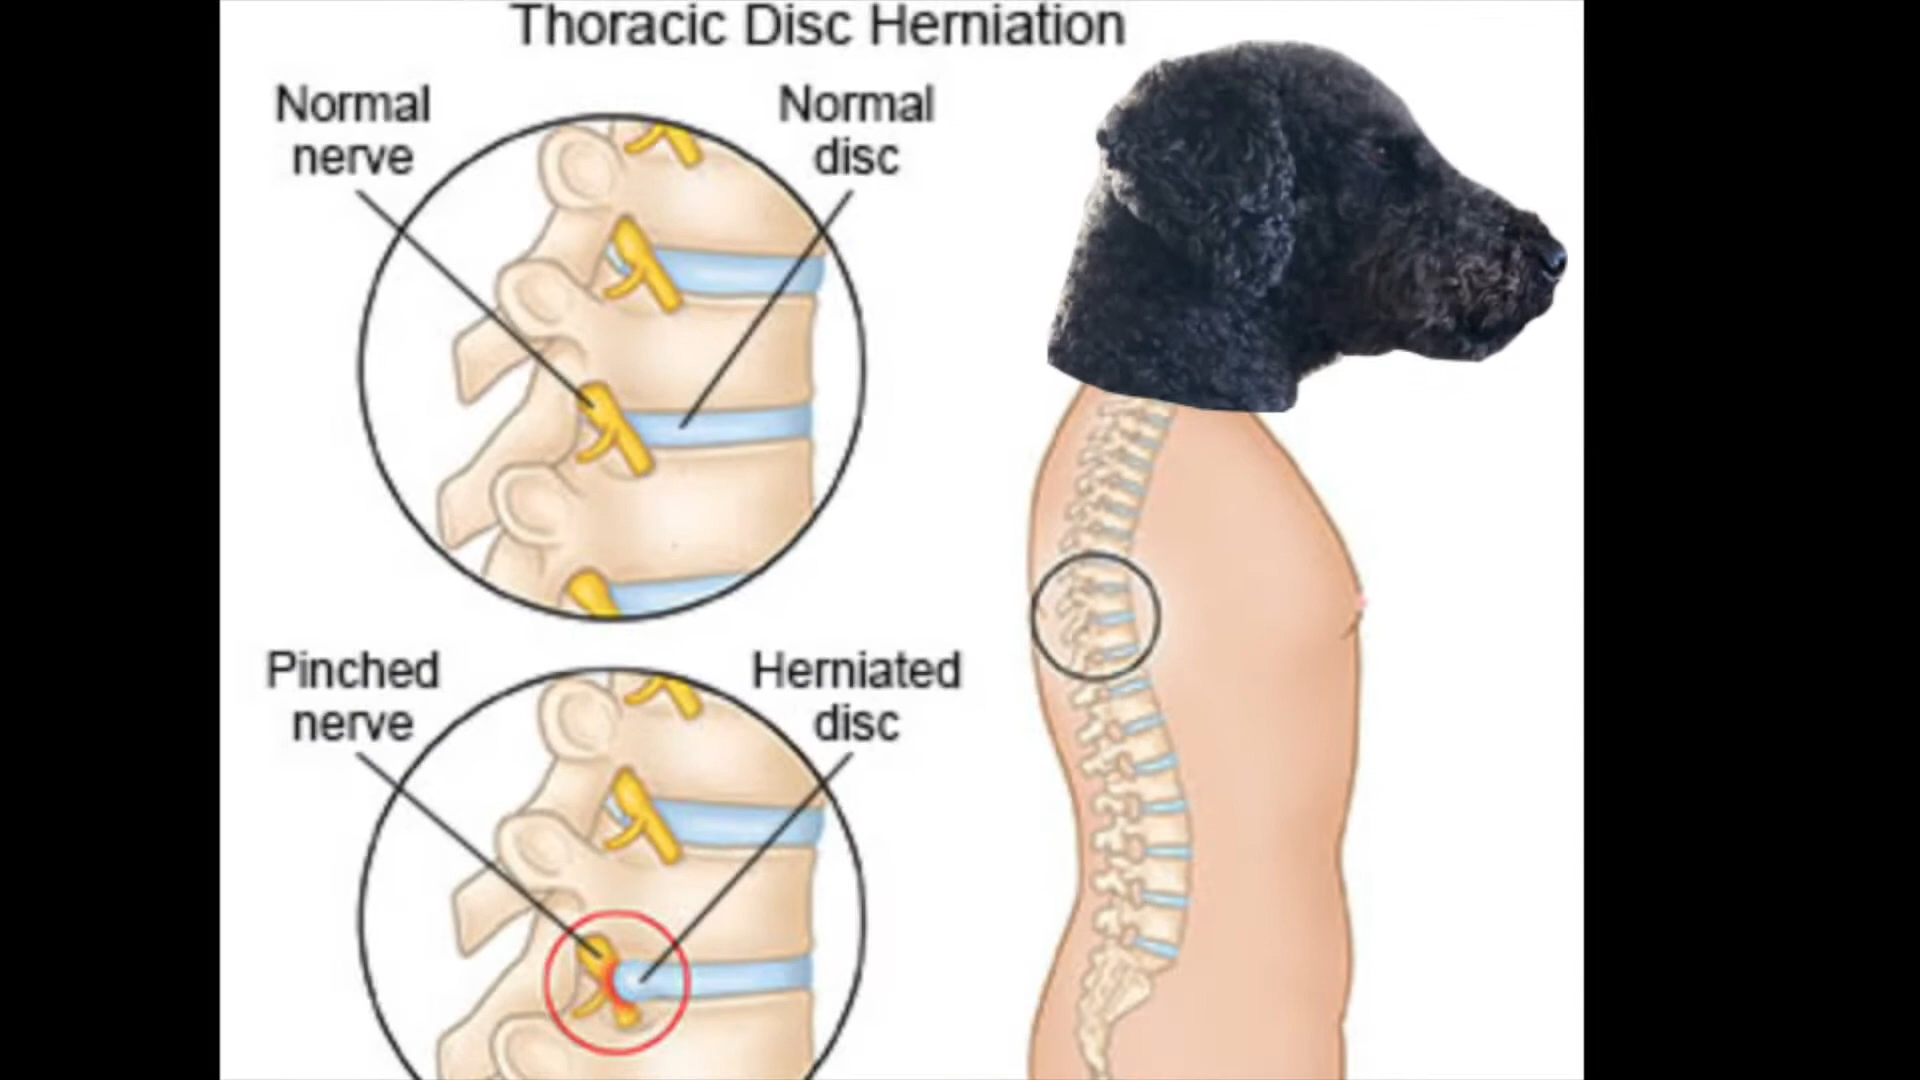 Thoracic Disc Herniation
Normal
nerve
Normal
disc
Pinched
nerve
Herniated
disc